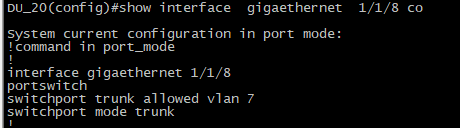 DU_20(config)#show interface  gigaethernet  1/1/8 co
System current configuration in port mode:
!command in port_mode
!
interface gigaethernet 1/1/8
portswitch
switchport trunk allowed vlan 7
switchport mode trunk
!